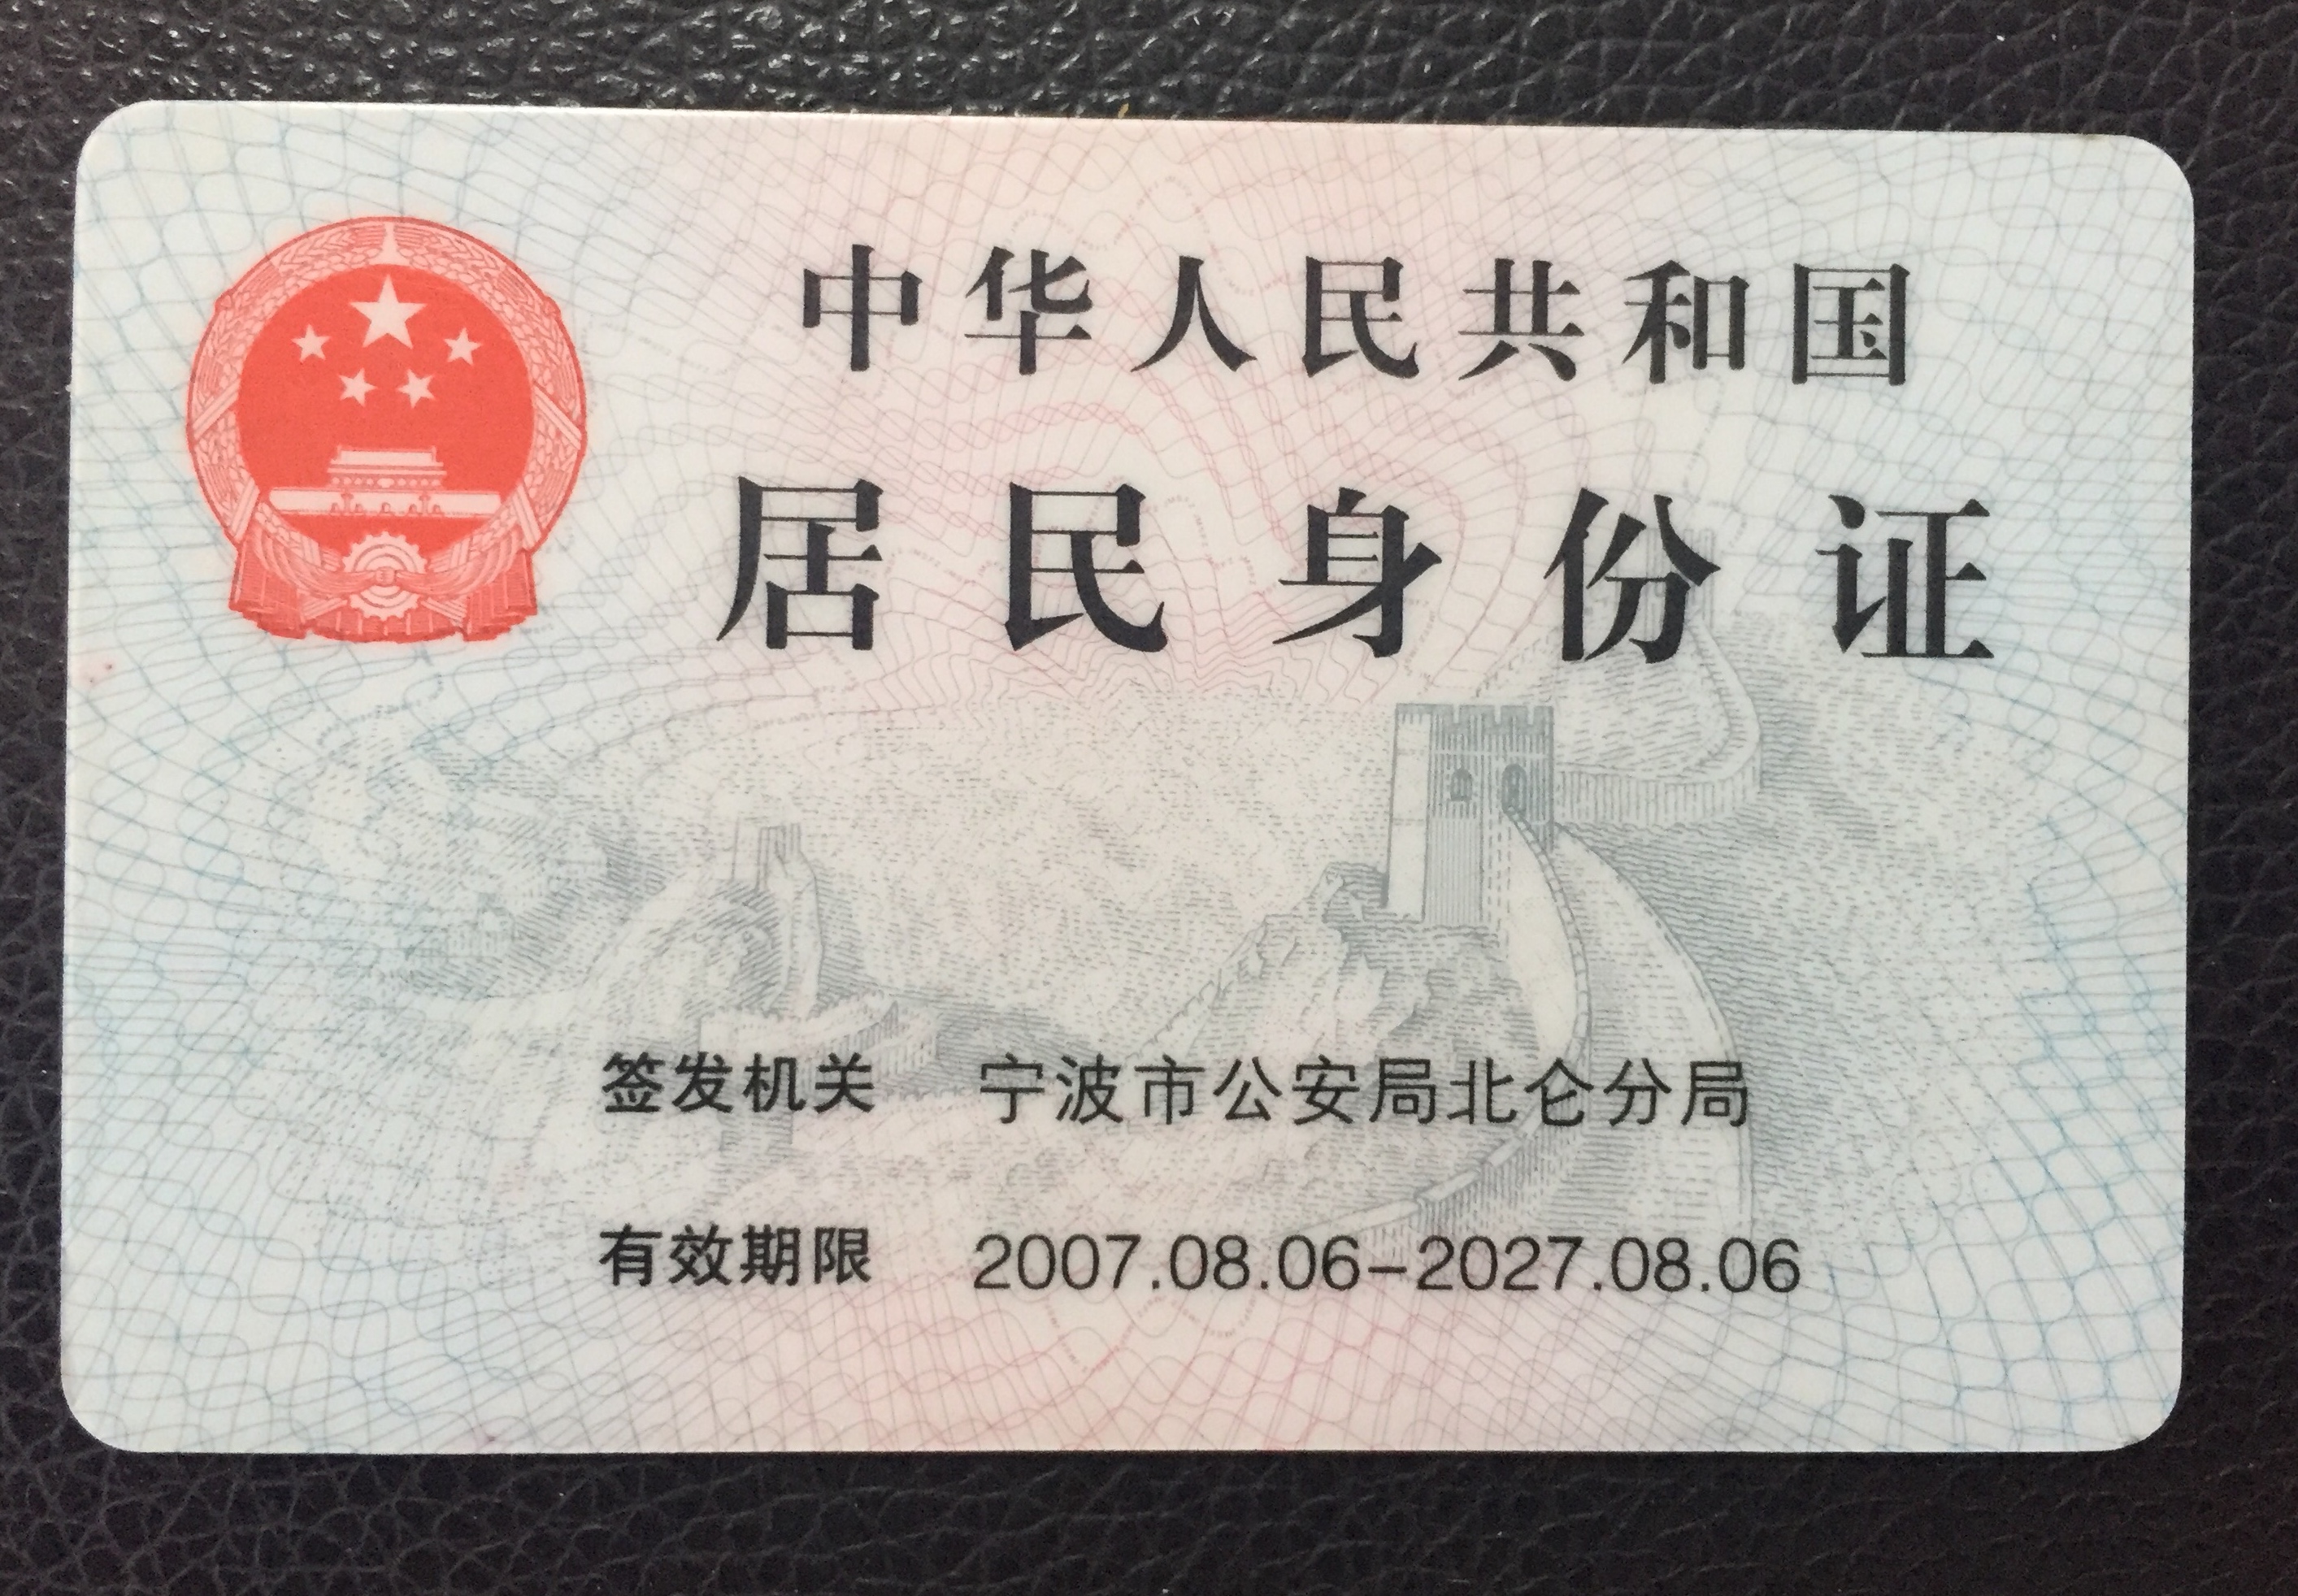 中华人民共和国
居民身份证
签发机关 宁波市公安局北仑分局
有效期限 2007.08.06-2027.08.06